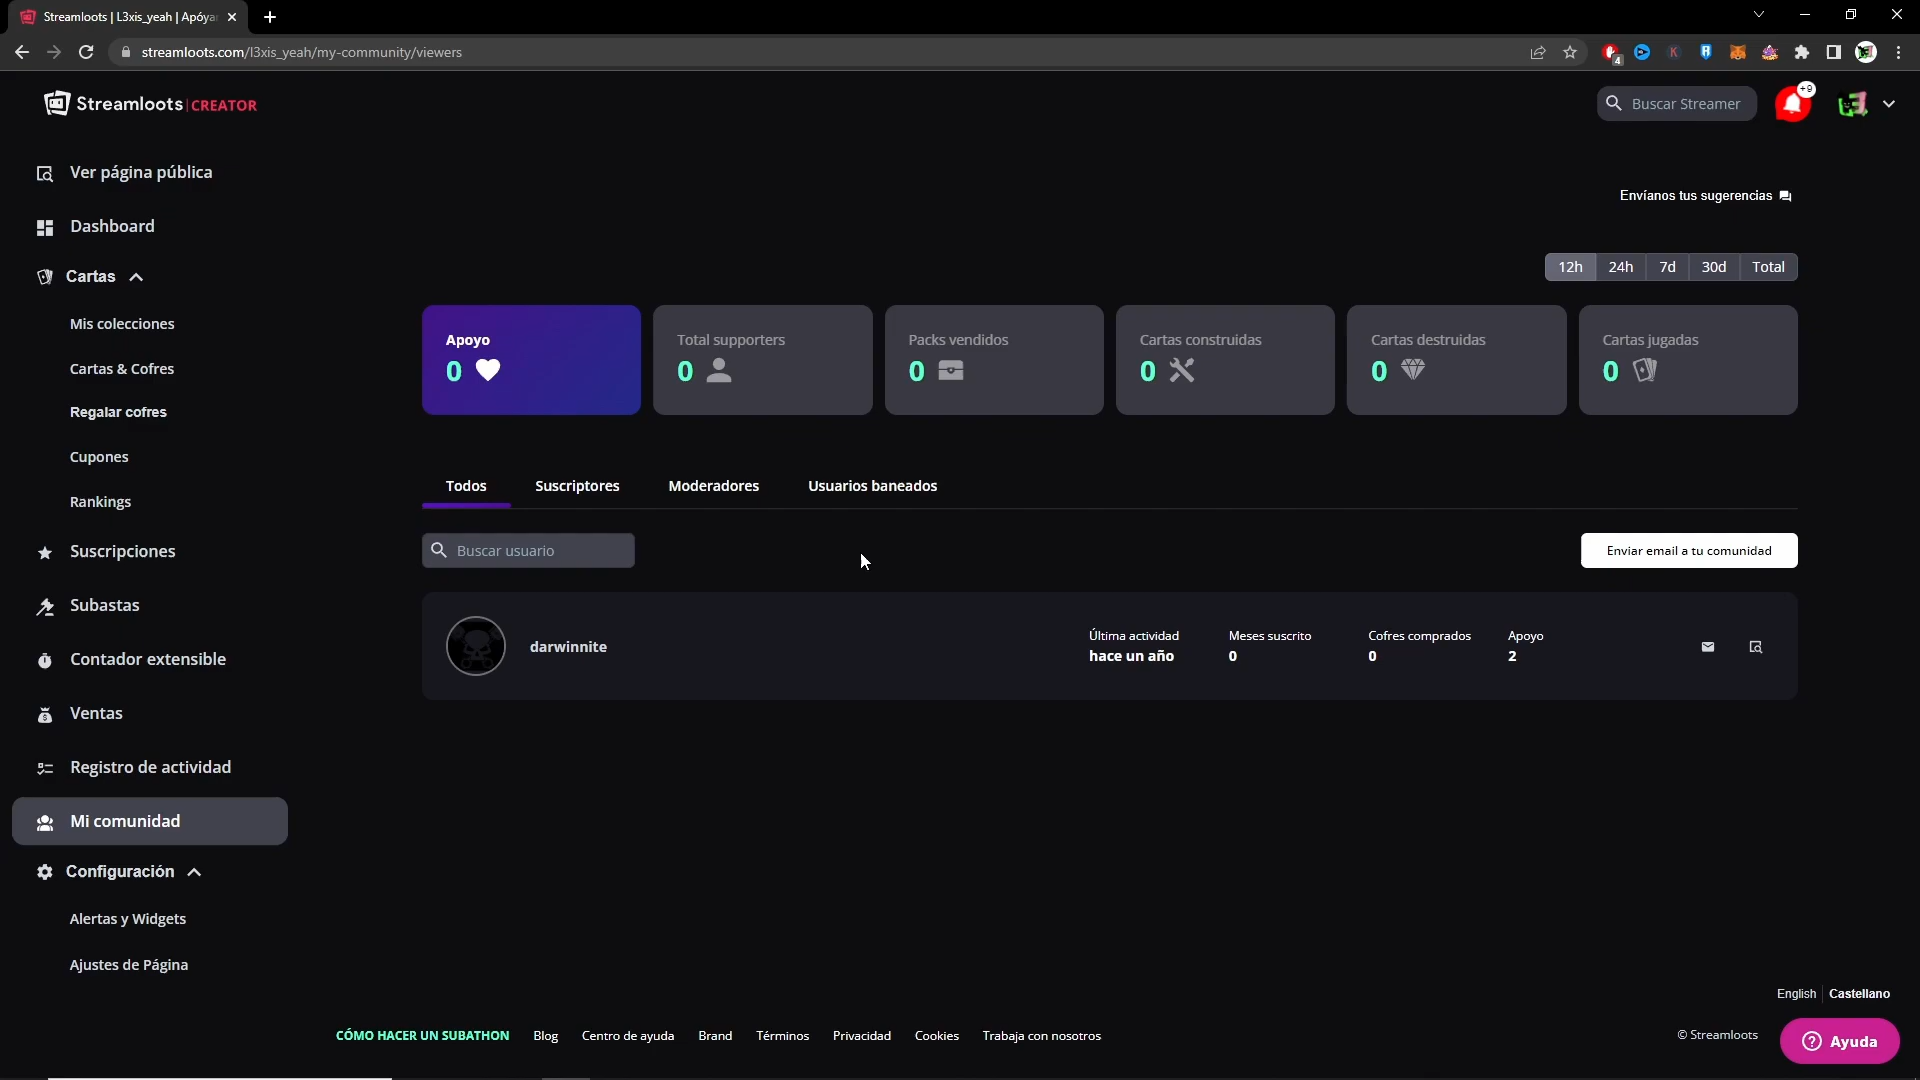 Streamloots | L3xis_yeah | Apóya
streamloots.com/l3xis_yeah/my-community/viewers
4
Streamloots|CREATOR
Buscar Streamer
+9
Ver página pública
Envíanos tus sugerencias
Dashboard
12h 24h 7d 30d Total
Cartas
Mis colecciones
Cartas & Cofres
Regalar cofres
Cupones
Rankings
Suscripciones
Subastas
Contador extensible
Ventas
Registro de actividad
Mi comunidad
Configuración
Alertas y Widgets
Ajustes de Página
Apoyo
0
Total supporters
0
Packs vendidos
0
Cartas construidas
0
Cartas destruidas
0
Cartas jugadas
0
Todos Suscriptores Moderadores Usuarios baneados
Buscar usuario
Enviar email a tu comunidad
darwinnite
Última actividad
hace un año
Meses suscrito
0
Cofres comprados
0
Apoyo
2
English Castellano
CÓMO HACER UN SUBATHON Blog Centro de ayuda Brand Términos Privacidad Cookies Trabaja con nosotros
© Streamloots
Ayuda